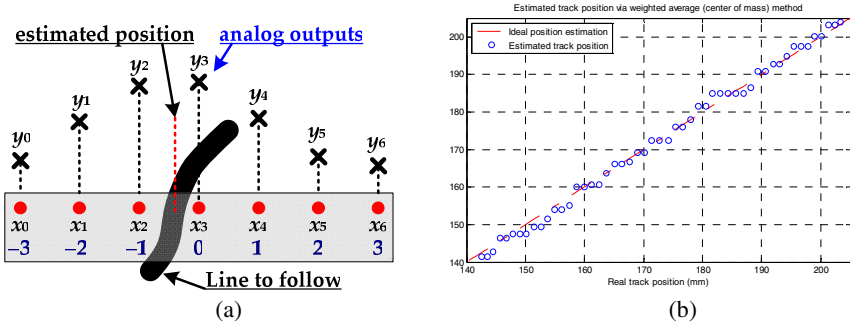 estimated position
analog outputs
y0 y1 y2 y3 y4 y5 y6
x0 x1 x2 x3 x4 x5 x6
−3 −2 −1 0 1 2 3
Line to follow
(a)
Estimated track position via weighted average (center of mass) method
Ideal position estimation
Estimated track position
200
190
180
170
160
150
140
140 150 160 170 180 190 200
Real track position (mm)
(b)